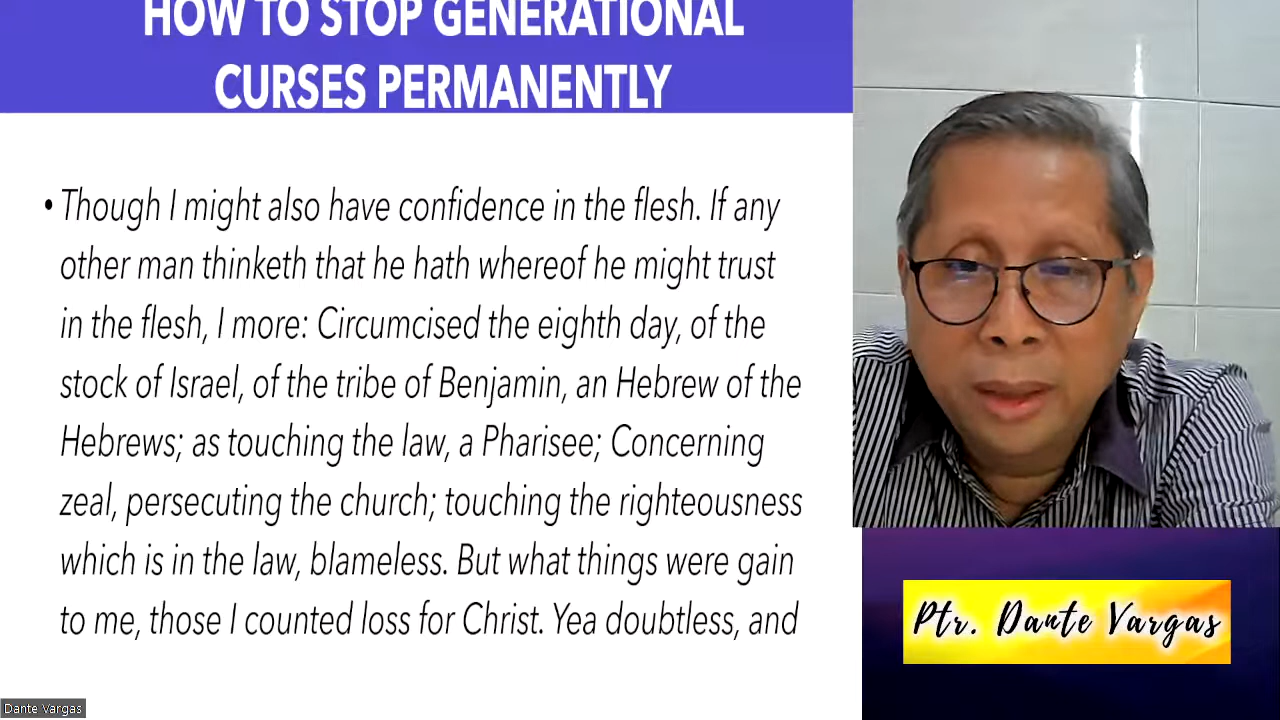 HOW TO STOP GENERATIONAL
CURSES PERMANENTLY
• Though I might also have confidence in the flesh. If any
other man thinketh that he hath whereof he might trust
in the flesh, I more: Circumcised the eighth day, of the
stock of Israel, of the tribe of Benjamin, an Hebrew of the
Hebrews; as touching the law, a Pharisee; Concerning
zeal, persecuting the church; touching the righteousness
which is in the law, blameless. But what things were gain
to me, those I counted loss for Christ. Yea doubtless, and
Ptr. Dante Vargas
Dante Vargas